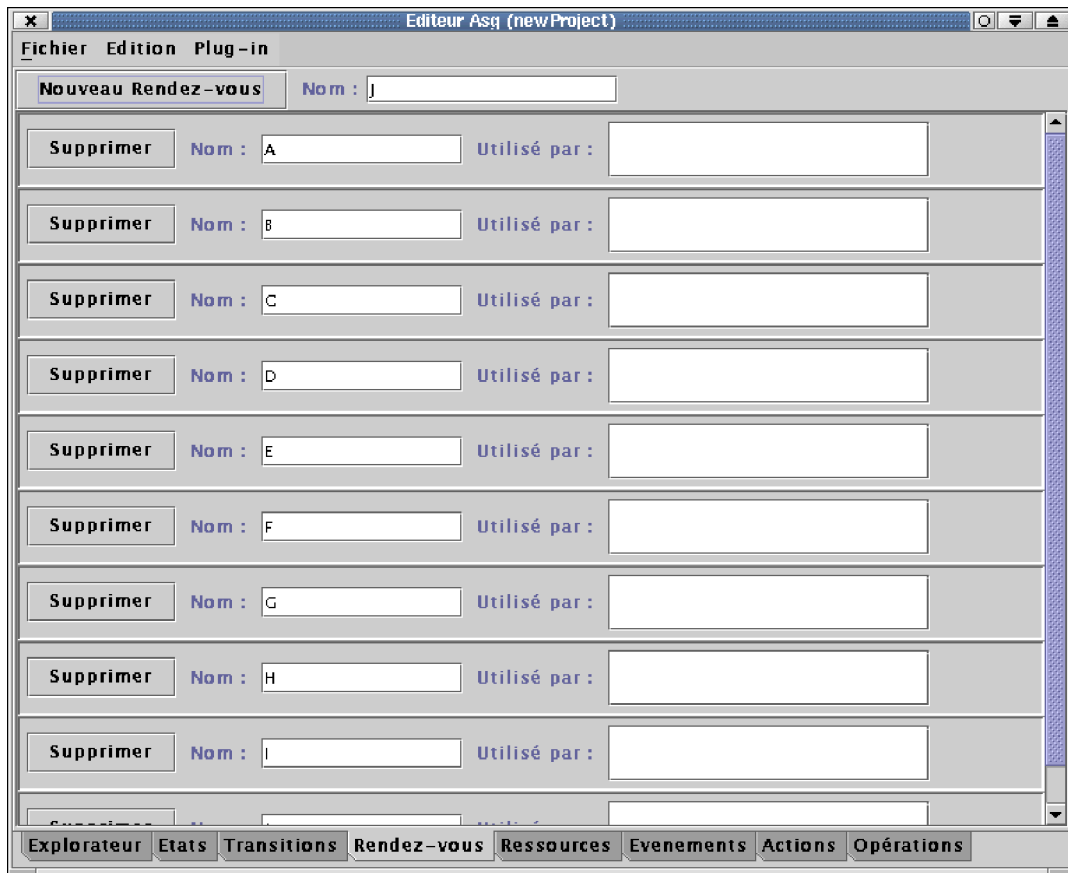 Editeur Asg (newProject)
Fichier Edition Plug-in
Nouveau Rendez-vous Nom : J
Supprimer Nom : A Utilisé par :
Supprimer Nom : B Utilisé par :
Supprimer Nom : C Utilisé par :
Supprimer Nom : D Utilisé par :
Supprimer Nom : E Utilisé par :
Supprimer Nom : F Utilisé par :
Supprimer Nom : G Utilisé par :
Supprimer Nom : H Utilisé par :
Supprimer Nom : I Utilisé par :
Explorateur Etats Transitions Rendez-vous Ressources Evenements Actions Opérations